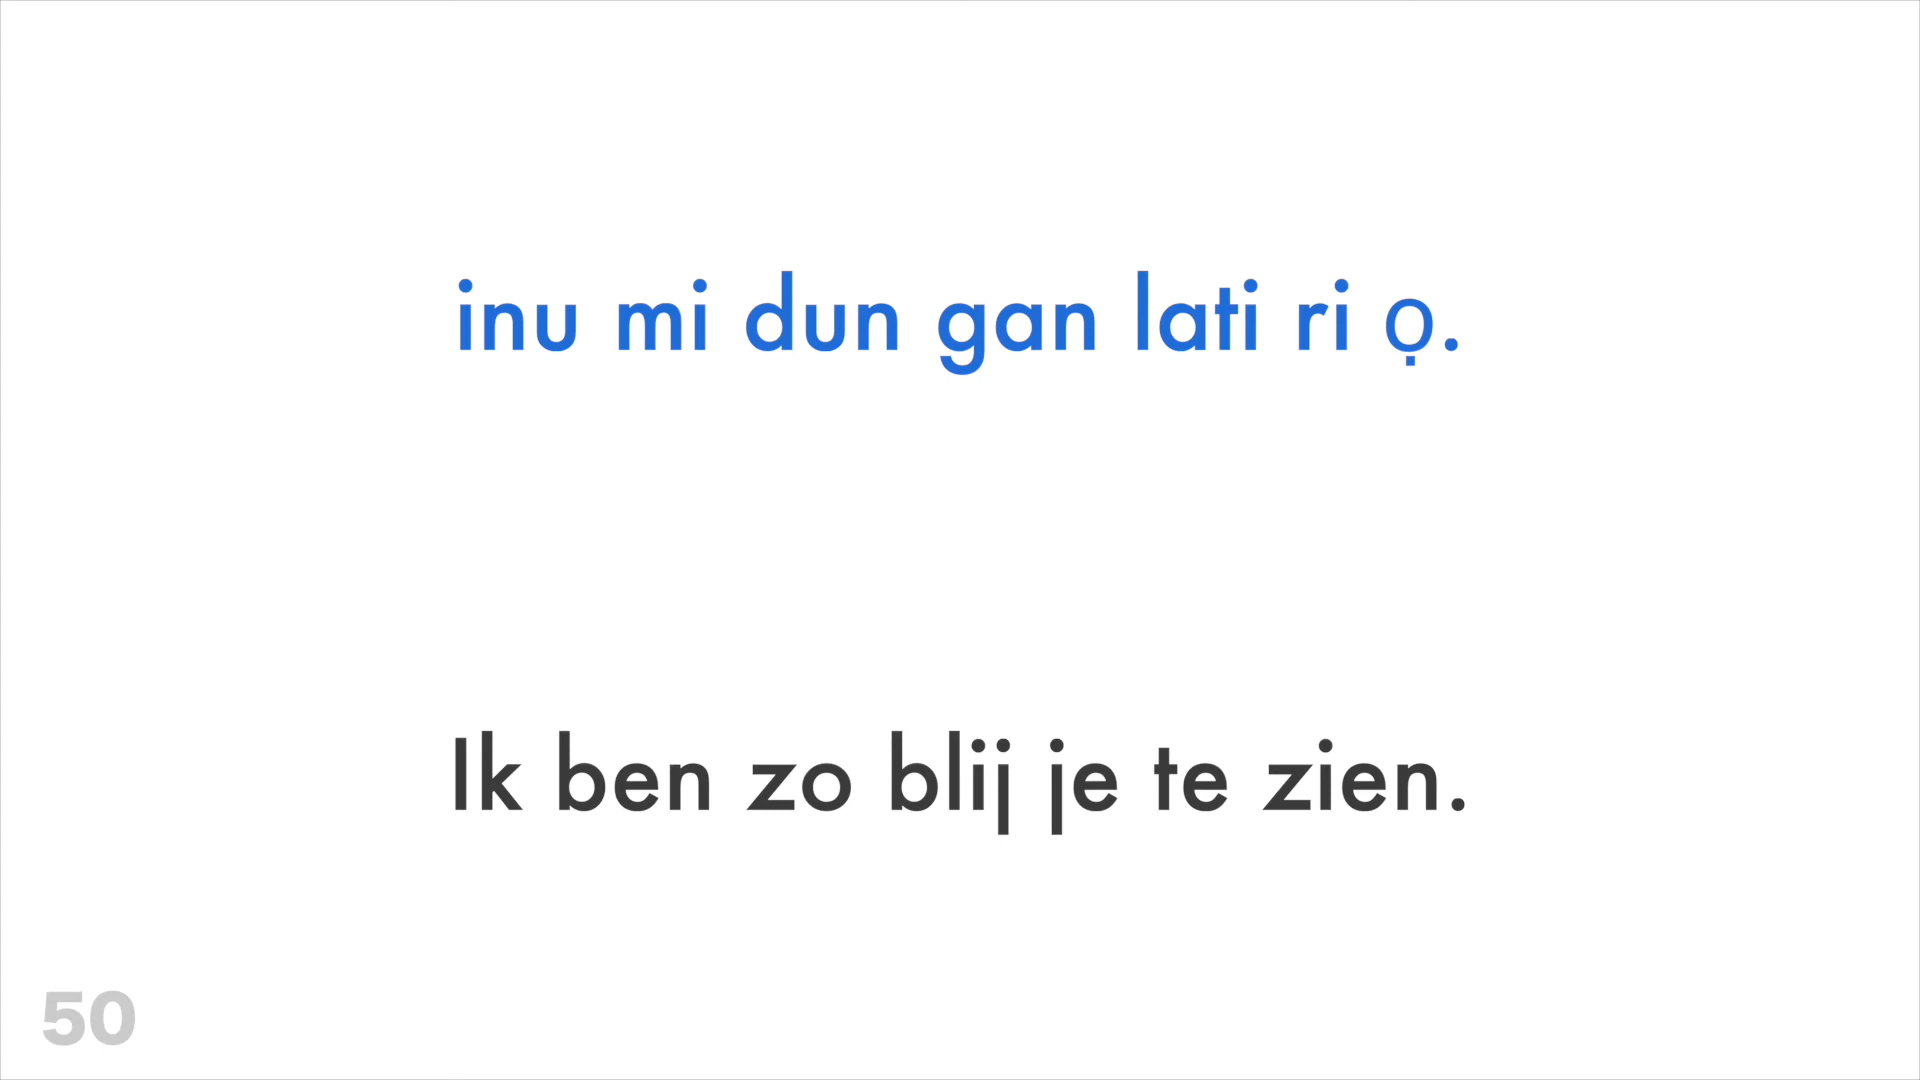 inu mi dun gan lati ri ọ.
Ik ben zo blij je te zien.
50